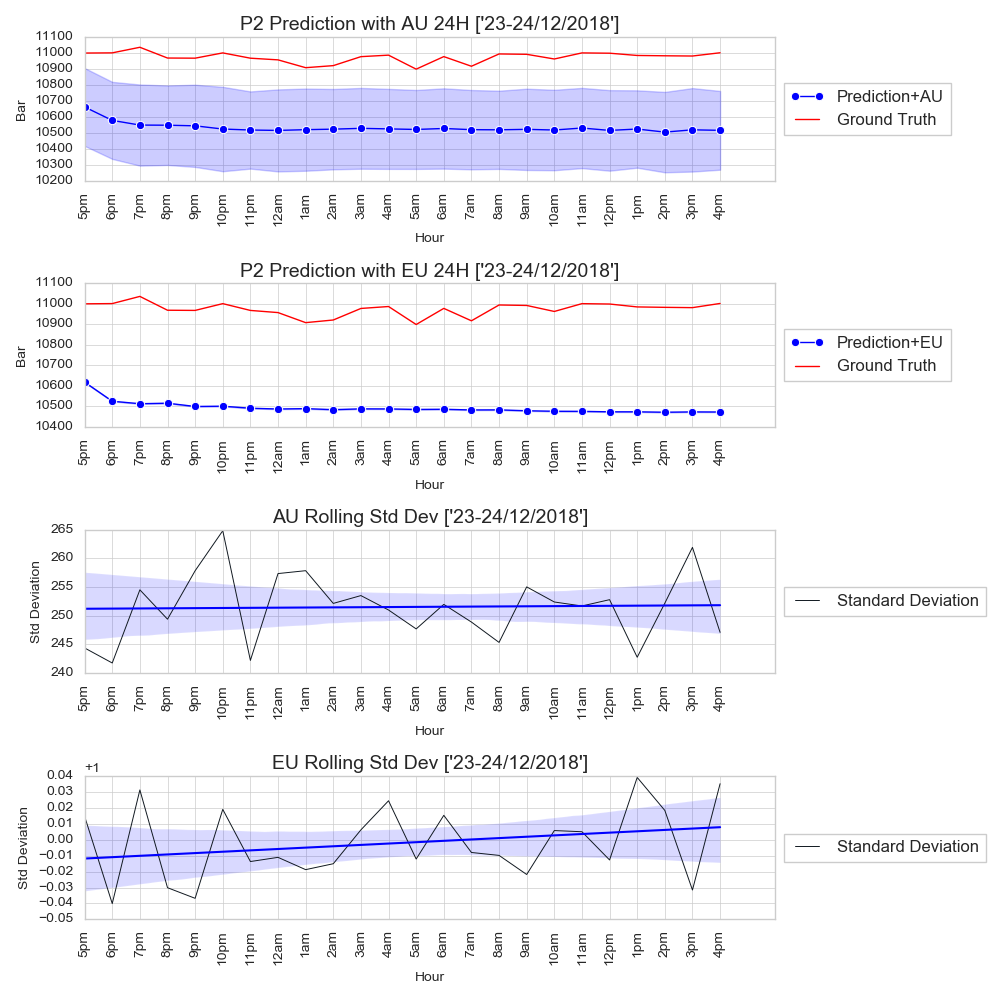 P2 Prediction with AU 24H ['23-24/12/2018']
11100
11000
10900
10800
10700
10600
10500
10400
10300
10200
Bar
5pm 6pm 7pm 8pm 9pm 10pm 11pm 12am 1am 2am 3am 4am 5am 6am 7am 8am 9am 10am 11am 12pm 1pm 2pm 3pm 4pm
Hour
Prediction+AU
Ground Truth
P2 Prediction with EU 24H ['23-24/12/2018']
11100
11000
10900
10800
10700
10600
10500
10400
Bar
5pm 6pm 7pm 8pm 9pm 10pm 11pm 12am 1am 2am 3am 4am 5am 6am 7am 8am 9am 10am 11am 12pm 1pm 2pm 3pm 4pm
Hour
Prediction+EU
Ground Truth
AU Rolling Std Dev ['23-24/12/2018']
265
260
255
250
245
240
Std Deviation
5pm 6pm 7pm 8pm 9pm 10pm 11pm 12am 1am 2am 3am 4am 5am 6am 7am 8am 9am 10am 11am 12pm 1pm 2pm 3pm 4pm
Hour
Standard Deviation
EU Rolling Std Dev ['23-24/12/2018']
+1
0.04
0.03
0.02
0.01
0.00
−0.01
−0.02
−0.03
−0.04
−0.05
Std Deviation
5pm 6pm 7pm 8pm 9pm 10pm 11pm 12am 1am 2am 3am 4am 5am 6am 7am 8am 9am 10am 11am 12pm 1pm 2pm 3pm 4pm
Hour
Standard Deviation